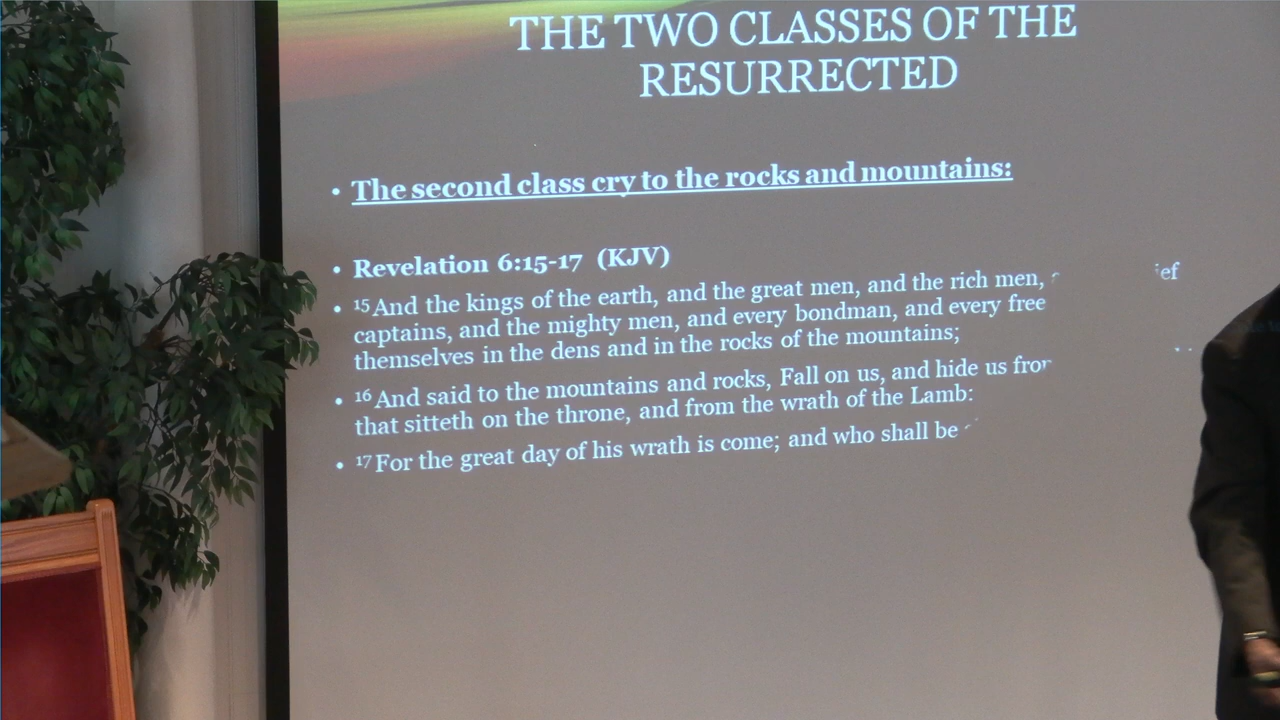 THE TWO CLASSES OF THE
RESURRECTED
• The second class cry to the rocks and mountains:
• Revelation 6:15-17 (KJV)
• 15 And the kings of the earth, and the great men, and the rich men,
captains, and the mighty men, and every bondman, and every free
themselves in the dens and in the rocks of the mountains;
• 16 And said to the mountains and rocks, Fall on us, and hide us
that sitteth on the throne, and from the wrath of the Lamb:
• 17 For the great day of his wrath is come; and who shall be